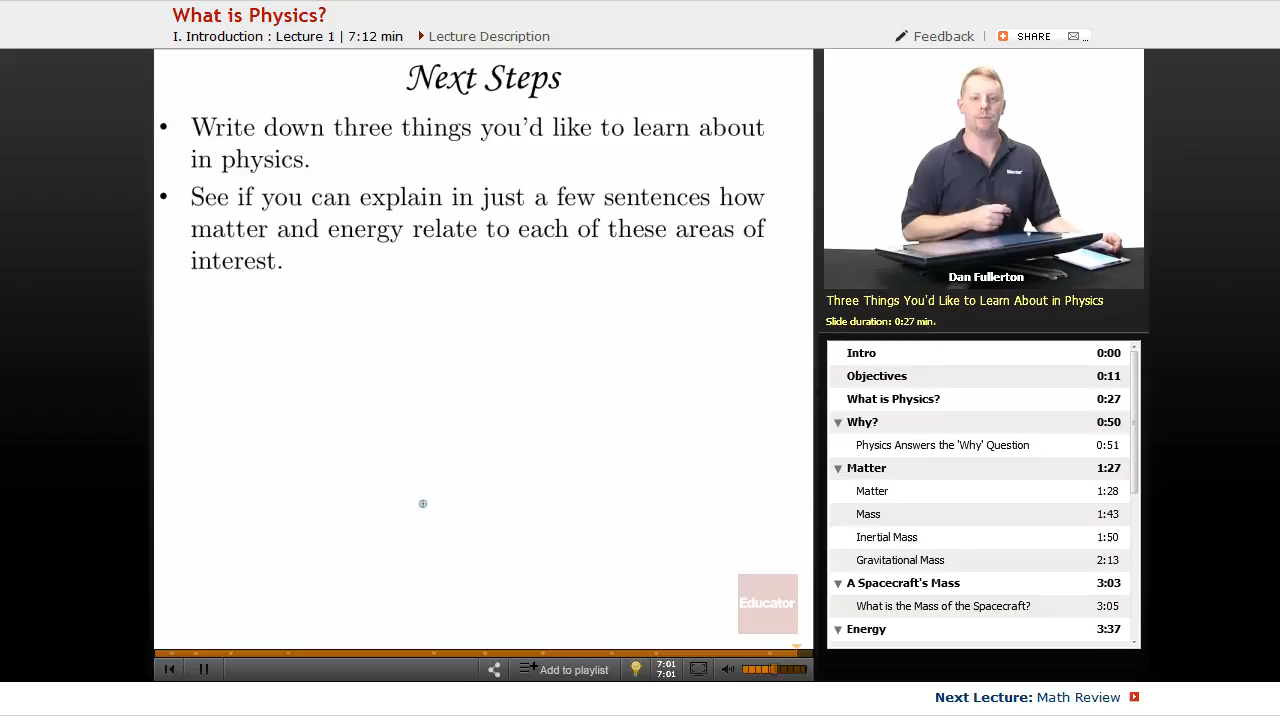 What is Physics?
I. Introduction : Lecture 1 | 7:12 min
Lecture Description
Feedback
SHARE
...
Next Steps
• Write down three things you'd like to learn about
in physics.
• See if you can explain in just a few sentences how
matter and energy relate to each of these areas of
interest.
Educator
Dan Fullerton
Three Things You'd Like to Learn About in Physics
Slide duration: 0:27 min.
Intro 0:00
Objectives 0:11
What is Physics? 0:27
Why? 0:50
Physics Answers the 'Why' Question 0:51
Matter 1:27
Matter 1:28
Mass 1:43
Inertial Mass 1:50
Gravitational Mass 2:13
A Spacecraft's Mass 3:03
What is the Mass of the Spacecraft? 3:05
Energy 3:37
Add to playlist
7:01
7:01
Next Lecture: Math Review